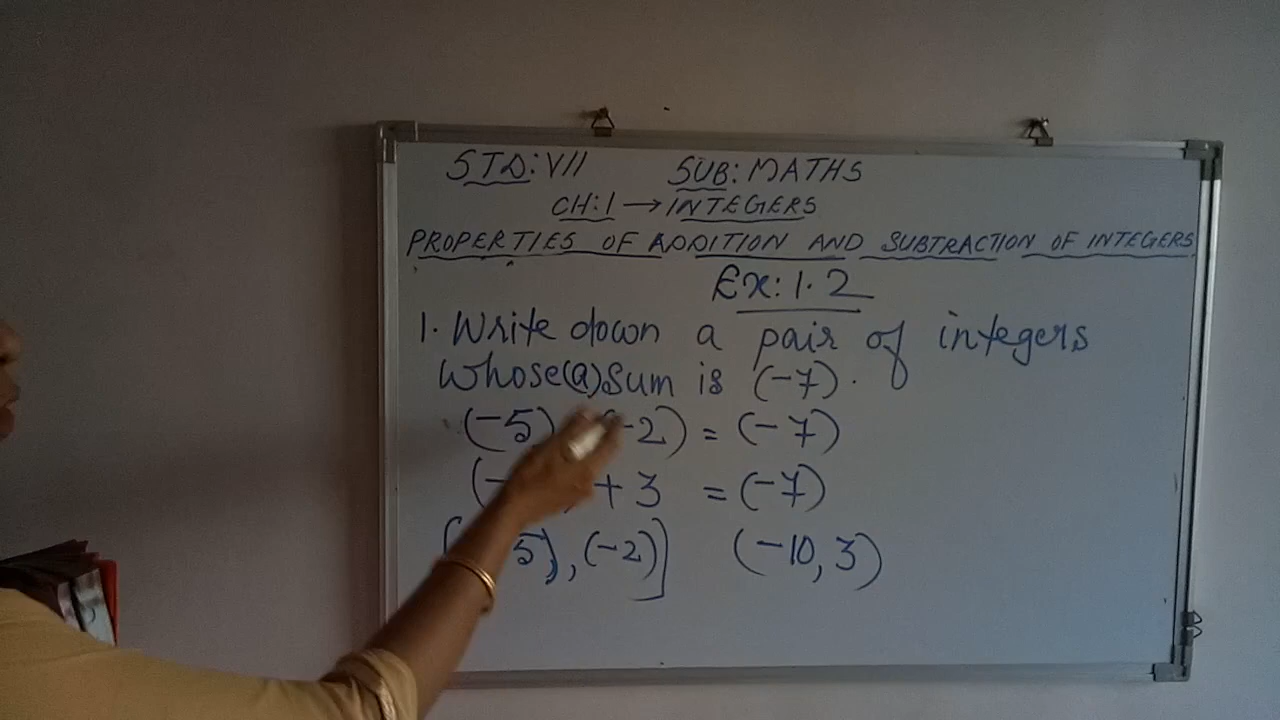 STD: VII SUB: MATHS
CH: 1 → INTEGERS
PROPERTIES OF ADDITION AND SUBTRACTION OF INTEGERS
Ex: 1.2
1. Write down a pair of integers
whose (a) Sum is (-7).
(-5) -2) = (-7)
(- + 3 = (-7)
[ 5), (-2)] (-10, 3)